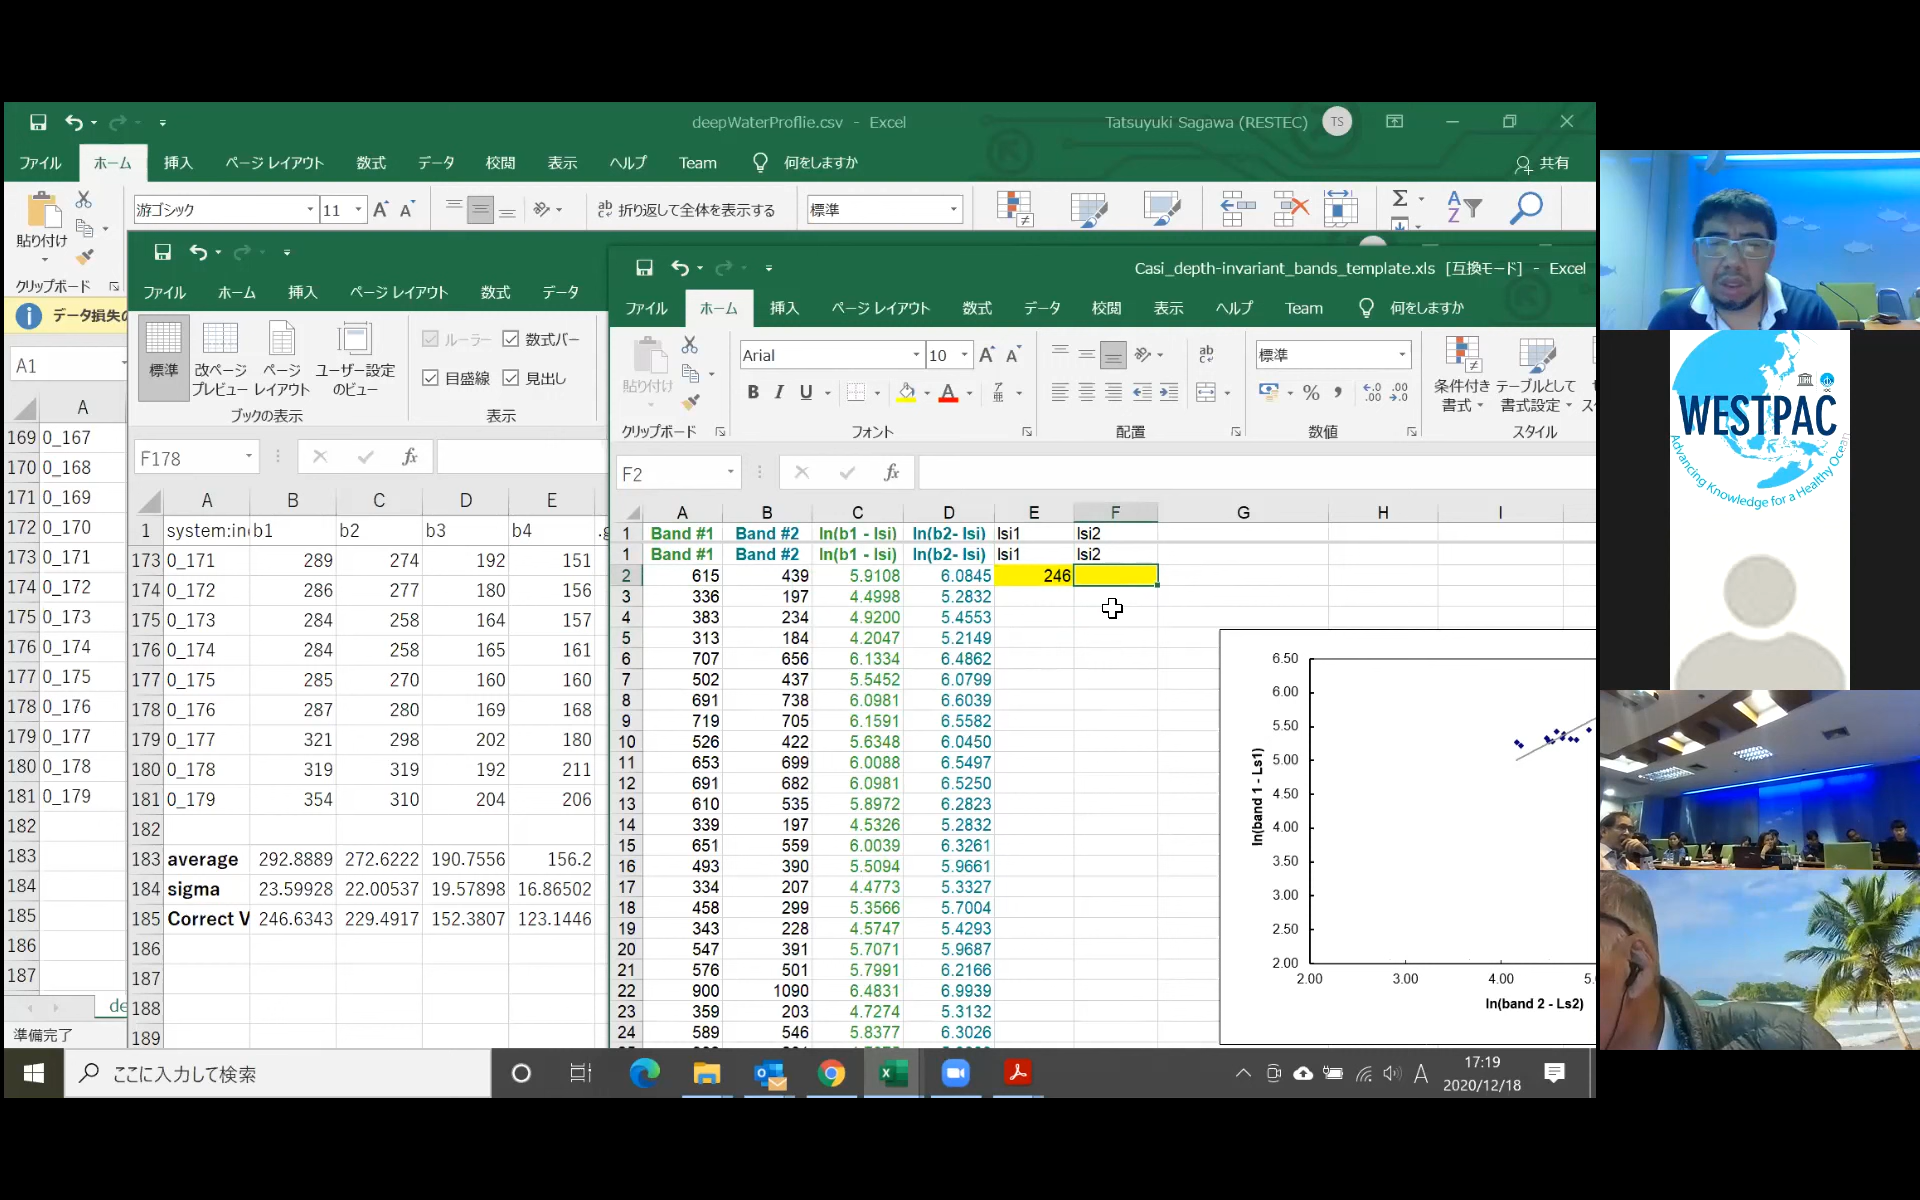 deepWaterProflie.csv - Excel
Tatsuyuki Sagawa (RESTEC) TS
ファイル ホーム 挿入 ページ レイアウト 数式 データ 校閲 表示 ヘルプ Team 何をしますか 共有
貼り付け
クリップボード
游ゴシック 11
折り返して全体を表示する
標準
データ損失の
A1
A
169 0_167
170 0_168
171 0_169
172 0_170
173 0_171
174 0_172
175 0_173
176 0_174
177 0_175
178 0_176
179 0_177
180 0_178
181 0_179
182
183
184
185
186
187
de
準備完了
ファイル ホーム 挿入 ページ レイアウト 数式 データ
標準
改ページ プレビュー
ページ レイアウト
ユーザー設定 のビュー
ブックの表示
ルーラー 数式バー
目盛線 見出し
表示
F178 fx
A B C D E
1 system:in b1 b2 b3 b4 .g
173 0_171 289 274 192 151
174 0_172 286 277 180 156
175 0_173 284 258 164 157
176 0_174 284 258 165 161
177 0_175 285 270 160 160
178 0_176 287 280 169 168
179 0_177 321 298 202 180
180 0_178 319 319 192 211
181 0_179 354 310 204 206
182
183 average 292.8889 272.6222 190.7556 156.2
184 sigma 23.59928 22.00537 19.57898 16.86502
185 Correct V 246.6343 229.4917 152.3807 123.1446
186
187
188
189
Casi_depth-invariant_bands_template.xls [互換モード] - Excel
ファイル ホーム 挿入 ページ レイアウト 数式 データ 校閲 表示 ヘルプ Team 何をしますか
貼り付け
クリップボード
Arial 10
B I U
フォント
配置
標準
数値
条件付き 書式
テーブルとして 書式設定
スタイル
F2 fx
A B C D E F G H I
1 Band #1 Band #2 ln(b1 - lsi) ln(b2- lsi) lsi1 lsi2
1 Band #1 Band #2 ln(b1 - lsi) ln(b2- lsi) lsi1 lsi2
2 615 439 5.9108 6.0845 246
3 336 197 4.4998 5.2832
4 383 234 4.9200 5.4553
5 313 184 4.2047 5.2149
6 707 656 6.1334 6.4862
7 502 437 5.5452 6.0799
8 691 738 6.0981 6.6039
9 719 705 6.1591 6.5582
10 526 422 5.6348 6.0450
11 653 699 6.0088 6.5497
12 691 682 6.0981 6.5250
13 610 535 5.8972 6.2823
14 339 197 4.5326 5.2832
15 651 559 6.0039 6.3261
16 493 390 5.5094 5.9661
17 334 207 4.4773 5.3327
18 458 299 5.3566 5.7004
19 343 228 4.5747 5.4293
20 547 391 5.7071 5.9687
21 576 501 5.7991 6.2166
22 900 1090 6.4831 6.9939
23 359 203 4.7274 5.3132
24 589 546 5.8377 6.3026
6.50
6.00
5.50
5.00
4.50
4.00
3.50
3.00
2.50
2.00
2.00 3.00 4.00
ln(band 1 - Ls1)
ln(band 2 - Ls2)
ここに入力して検索
A
17:19
2020/12/18
WESTPAC
Advancing Knowledge for a Healthy Ocean